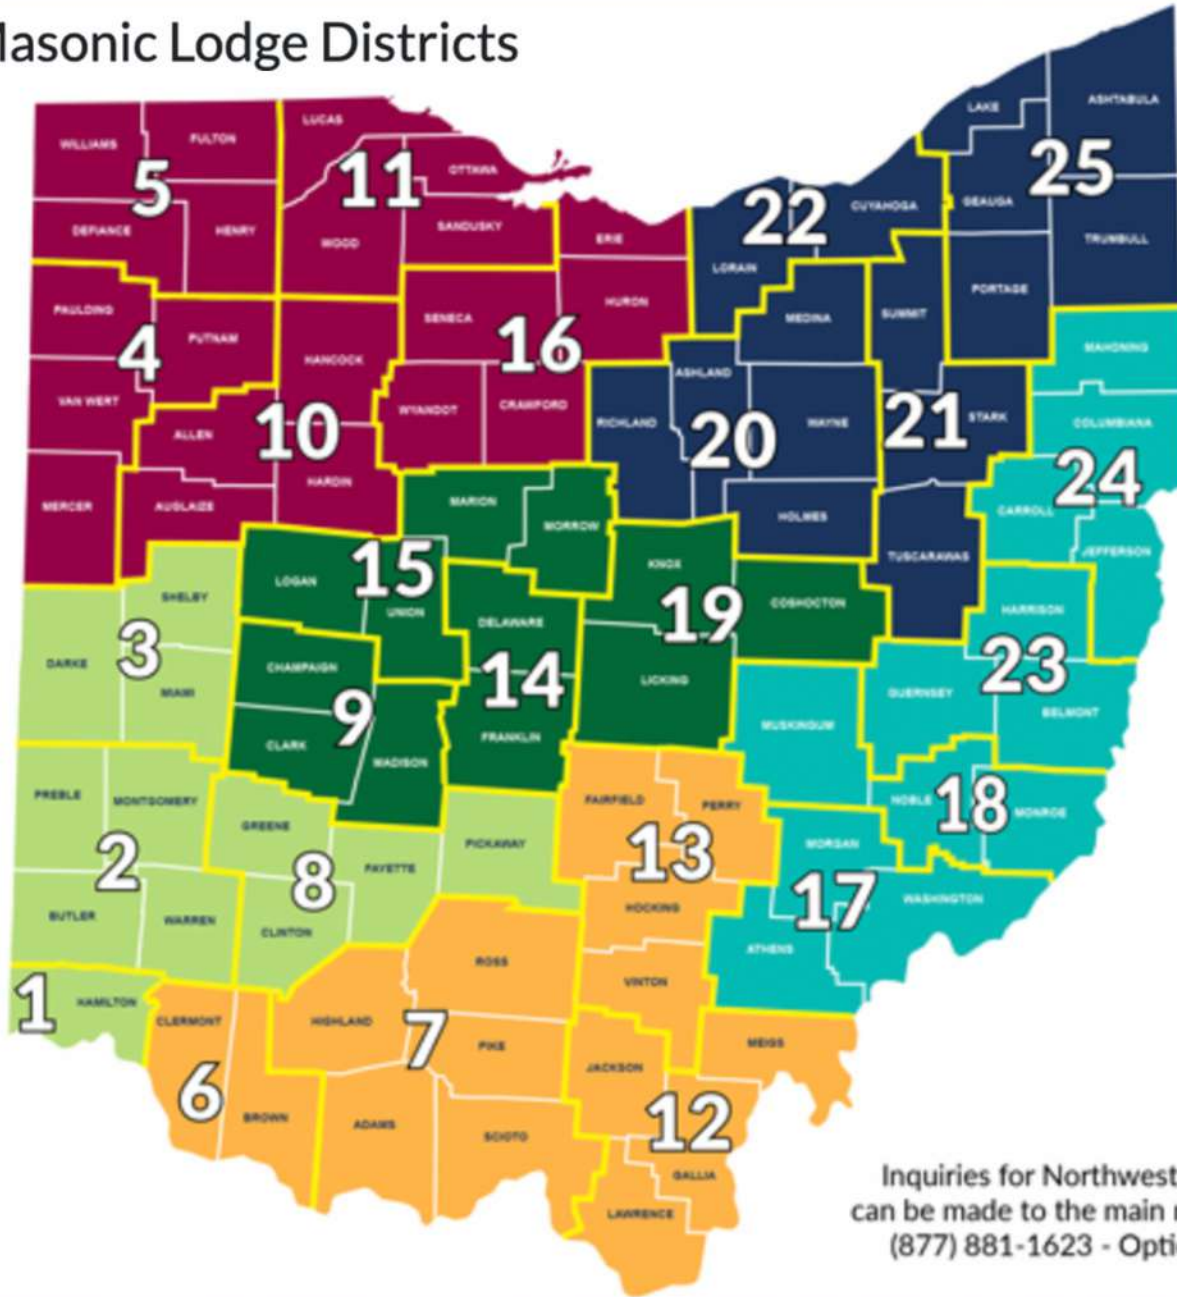 Masonic Lodge Districts
LAKE
ASHTABULA
LUCAS
WILLIAMS
FULTON
5
11
OTTAWA
25
22
CUYAHOGA
GEAUGA
DEFIANCE
HENRY
WOOD
SANDUSKY
ERIE
TRUMBULL
LORAIN
PORTAGE
PAULDING
PUTNAM
SENECA
HURON
MEDINA
SUMMIT
4
HANCOCK
16
MAHONING
ASHLAND
VAN WERT
WYANDOT
CRAWFORD
RICHLAND
WAYNE
STARK
COLUMBIANA
ALLEN
10
20
21
24
HARDIN
MERCER
AUGLAIZE
MARION
MORROW
HOLMES
CARROLL
JEFFERSON
TUSCARAWAS
LOGAN
15
KNOX
SHELBY
UNION
DELAWARE
19
COSHOCTON
HARRISON
DARKE
3
CHAMPAIGN
14
LICKING
23
MIAMI
GUERNSEY
BELMONT
9
MUSKINGUM
CLARK
MADISON
FRANKLIN
PREBLE
MONTGOMERY
FAIRFIELD
PERRY
NOBLE
18
MONROE
GREENE
PICKAWAY
MORGAN
2
8
FAYETTE
13
17
WASHINGTON
BUTLER
WARREN
CLINTON
HOCKING
ATHENS
ROSS
VINTON
1
HAMILTON
CLERMONT
HIGHLAND
7
PIKE
MEIGS
JACKSON
6
BROWN
ADAMS
SCIOTO
12
GALLIA
LAWRENCE
Inquiries for Northwest
can be made to the main
(877) 881-1623 - Opti